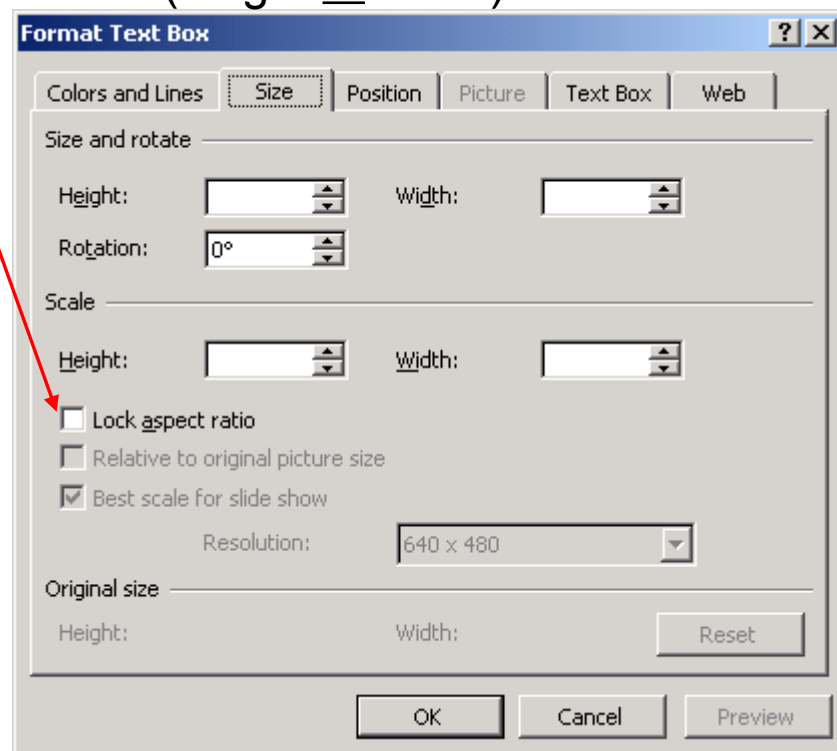 Format Text Box
Colors and Lines Size Position Picture Text Box Web
Size and rotate
Height: Width:
Rotation: 0°
Scale
Height: Width:
Lock aspect ratio
Relative to original picture size
Best scale for slide show
Resolution: 640 x 480
Original size
Height: Width: Reset
OK Cancel Preview